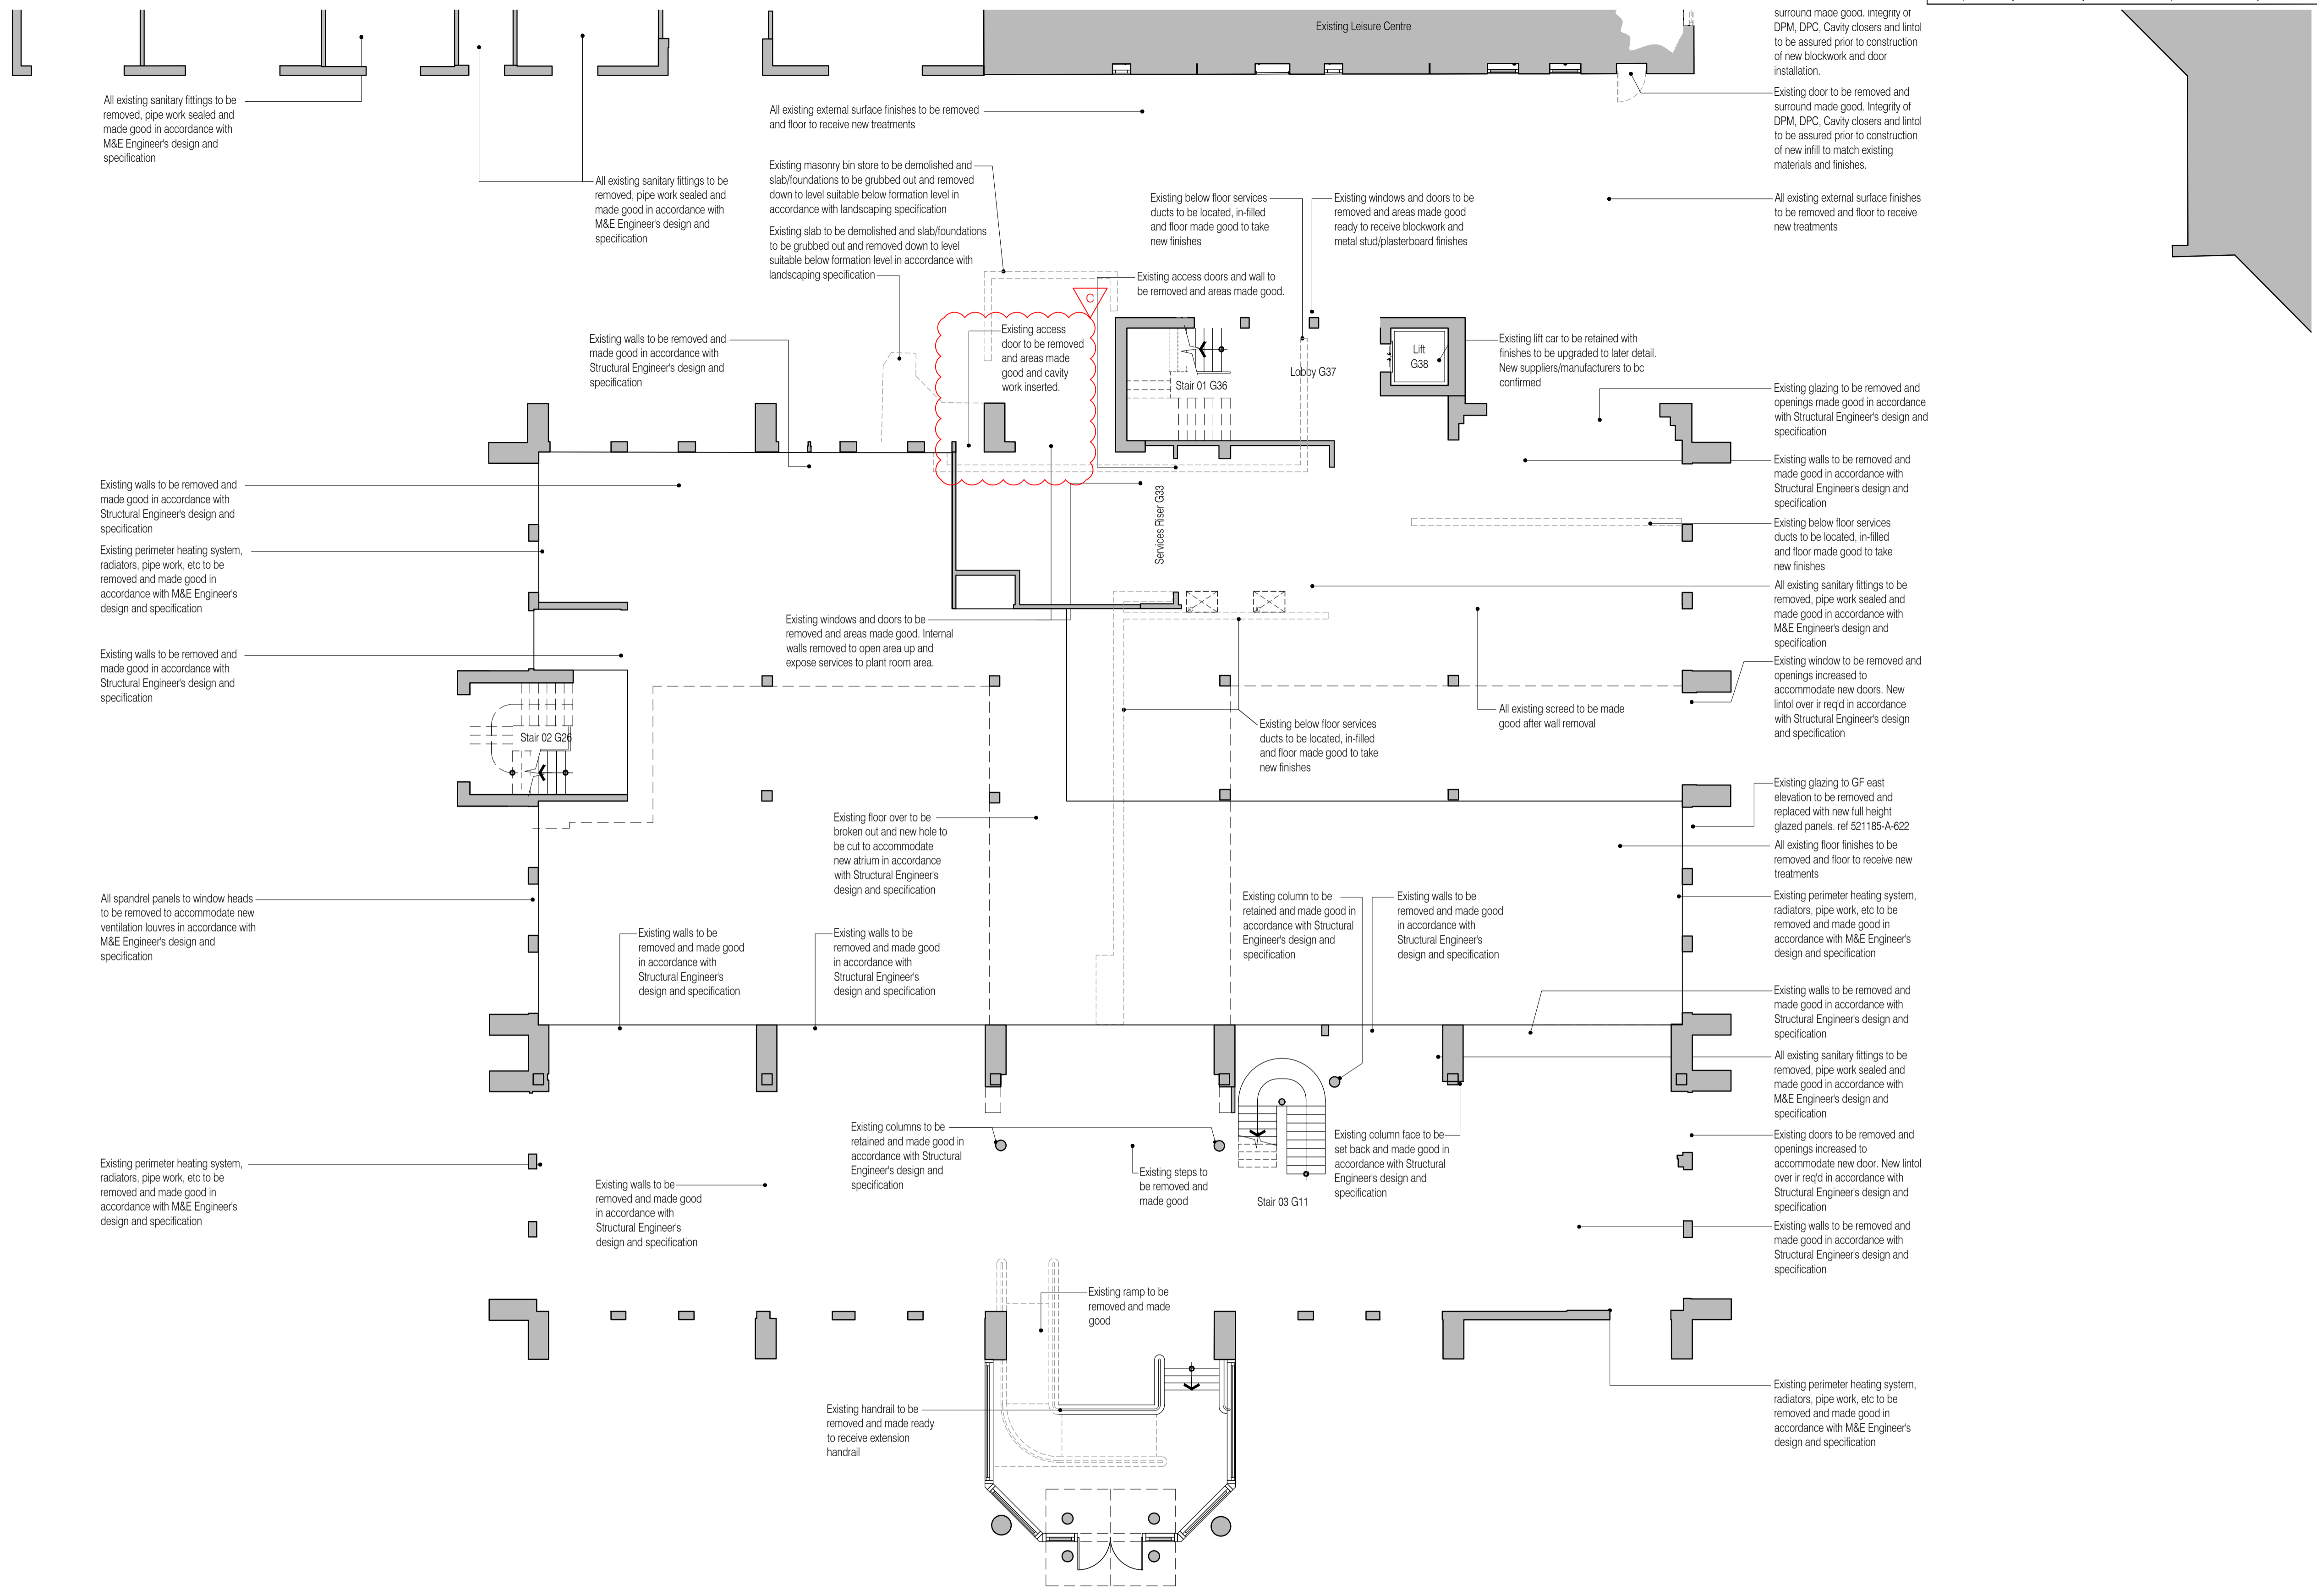 Existing Leisure Centre
surround made good. Integrity of
DPM, DPC, Cavity closers and lintol
to be assured prior to construction
of new blockwork and door
installation.
Existing door to be removed and
surround made good. Integrity of
DPM, DPC, Cavity closers and lintol
to be assured prior to construction
of new infill to match existing
materials and finishes.
All existing sanitary fittings to be
removed, pipe work sealed and
made good in accordance with
M&E Engineer's design and
specification
All existing external surface finishes to be removed
and floor to receive new treatments
All existing sanitary fittings to be
removed, pipe work sealed and
made good in accordance with
M&E Engineer's design and
specification
Existing masonry bin store to be demolished and
slab/foundations to be grubbed out and removed
down to level suitable below formation level in
accordance with landscaping specification
Existing slab to be demolished and slab/foundations
to be grubbed out and removed down to level
suitable below formation level in accordance with
landscaping specification
Existing below floor services
ducts to be located, in-filled
and floor made good to take
new finishes
Existing windows and doors to be
removed and areas made good
ready to receive blockwork and
metal stud/plasterboard finishes
All existing external surface finishes
to be removed and floor to receive
new treatments
Existing access doors and wall to
be removed and areas made good.
C
Existing access
door to be removed
and areas made
good and cavity
work inserted.
Existing walls to be removed and
made good in accordance with
Structural Engineer's design and
specification
Stair 01 G36
Lobby G37
Lift
G38
Existing lift car to be retained with
finishes to be upgraded to later detail.
New suppliers/manufacturers to bc
confirmed
Existing glazing to be removed and
openings made good in accordance
with Structural Engineer's design and
specification
Existing walls to be removed and
made good in accordance with
Structural Engineer's design and
specification
Existing below floor services
ducts to be located, in-filled
and floor made good to take
new finishes
All existing sanitary fittings to be
removed, pipe work sealed and
made good in accordance with
M&E Engineer's design and
specification
Existing window to be removed and
openings increased to
accommodate new doors. New
lintol over ir req'd in accordance
with Structural Engineer's design
and specification
Existing walls to be removed and
made good in accordance with
Structural Engineer's design and
specification
Existing perimeter heating system,
radiators, pipe work, etc to be
removed and made good in
accordance with M&E Engineer's
design and specification
Existing walls to be removed and
made good in accordance with
Structural Engineer's design and
specification
Services Riser G33
Existing windows and doors to be
removed and areas made good. Internal
walls removed to open area up and
expose services to plant room area.
Stair 02 G26
Existing below floor services
ducts to be located, in-filled
and floor made good to take
new finishes
All existing screed to be made
good after wall removal
Existing glazing to GF east
elevation to be removed and
replaced with new full height
glazed panels. ref 521185-A-622
All existing floor finishes to be
removed and floor to receive new
treatments
Existing perimeter heating system,
radiators, pipe work, etc to be
removed and made good in
accordance with M&E Engineer's
design and specification
Existing floor over to be
broken out and new hole to
be cut to accommodate
new atrium in accordance
with Structural Engineer's
design and specification
All spandrel panels to window heads
to be removed to accommodate new
ventilation louvres in accordance with
M&E Engineer's design and
specification
Existing walls to be
removed and made good
in accordance with
Structural Engineer's
design and specification
Existing walls to be
removed and made good
in accordance with
Structural Engineer's
design and specification
Existing column to be
retained and made good in
accordance with Structural
Engineer's design and
specification
Existing walls to be
removed and made good
in accordance with
Structural Engineer's
design and specification
Existing walls to be removed and
made good in accordance with
Structural Engineer's design and
specification
All existing sanitary fittings to be
removed, pipe work sealed and
made good in accordance with
M&E Engineer's design and
specification
Existing doors to be removed and
openings increased to
accommodate new door. New lintol
over ir req'd in accordance with
Structural Engineer's design and
specification
Existing walls to be removed and
made good in accordance with
Structural Engineer's design and
specification
Existing perimeter heating system,
radiators, pipe work, etc to be
removed and made good in
accordance with M&E Engineer's
design and specification
Existing walls to be
removed and made good
in accordance with
Structural Engineer's
design and specification
Existing columns to be
retained and made good in
accordance with Structural
Engineer's design and
specification
Existing steps to
be removed and
made good
Stair 03 G11
Existing column face to be
set back and made good in
accordance with Structural
Engineer's design and
specification
Existing ramp to be
removed and made
good
Existing handrail to be
removed and made ready
to receive extension
handrail
Existing perimeter heating system,
radiators, pipe work, etc to be
removed and made good in
accordance with M&E Engineer's
design and specification